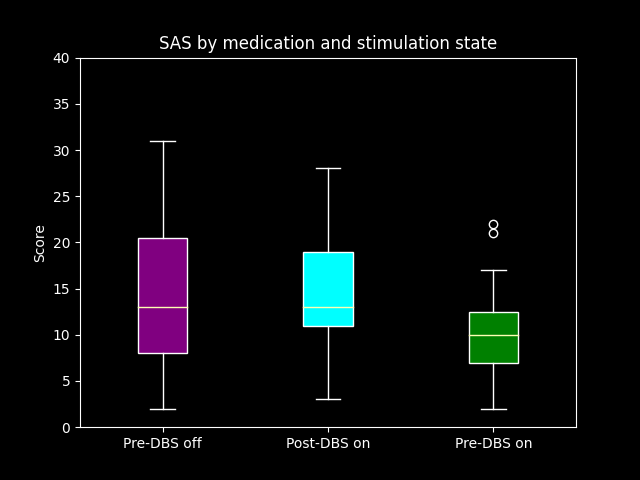 SAS by medication and stimulation state
40
35
30
25
20
15
10
5
0
Score
Pre-DBS off
Post-DBS on
Pre-DBS on